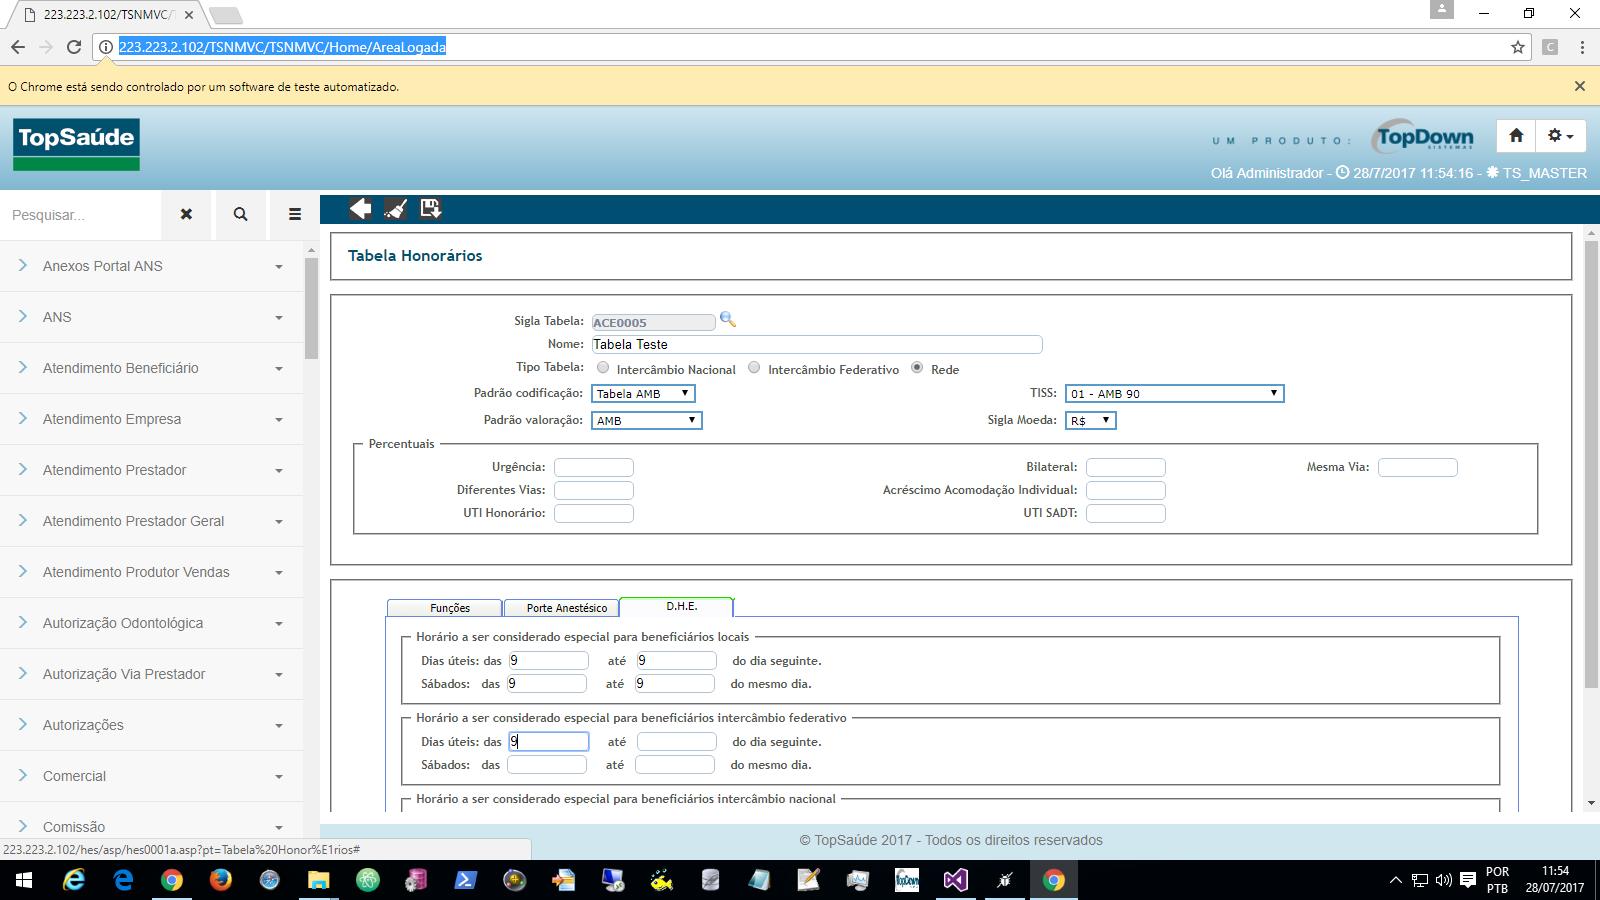 223.223.2.102/TSNMVC/T
223.223.2.102/TSNMVC/TSNMVC/Home/AreaLogada
C
O Chrome está sendo controlado por um software de teste automatizado.
TopSaúde
UM PRODUTO:
TopDown
SISTEMAS
Olá Administrador - 28/7/2017 11:54:16 - TS_MASTER
Pesquisar...
Anexos Portal ANS
ANS
Atendimento Beneficiário
Atendimento Empresa
Atendimento Prestador
Atendimento Prestador Geral
Atendimento Produtor Vendas
Autorização Odontológica
Autorização Via Prestador
Autorizações
Comercial
Comissão
Tabela Honorários
Sigla Tabela: ACE0005
Nome: Tabela Teste
Tipo Tabela: Intercâmbio Nacional Intercâmbio Federativo Rede
Padrão codificação: Tabela AMB TISS: 01 - AMB 90
Padrão valoração: AMB Sigla Moeda: R$
Percentuais
Urgência: Bilateral: Mesma Via:
Diferentes Vias: Acréscimo Acomodação Individual:
UTI Honorário: UTI SADT:
Funções Porte Anestésico D.H.E.
Horário a ser considerado especial para beneficiários locais
Dias úteis: das 9 até 9 do dia seguinte.
Sábados: das 9 até 9 do mesmo dia.
Horário a ser considerado especial para beneficiários intercâmbio federativo
Dias úteis: das 9 até do dia seguinte.
Sábados: das até do mesmo dia.
Horário a ser considerado especial para beneficiários intercâmbio nacional
© TopSaúde 2017 - Todos os direitos reservados
223.223.2.102/hes/asp/hes0001a.asp?pt=Tabela%20Honor%E1rios#
TopDown
POR
PTB
11:54
28/07/2017